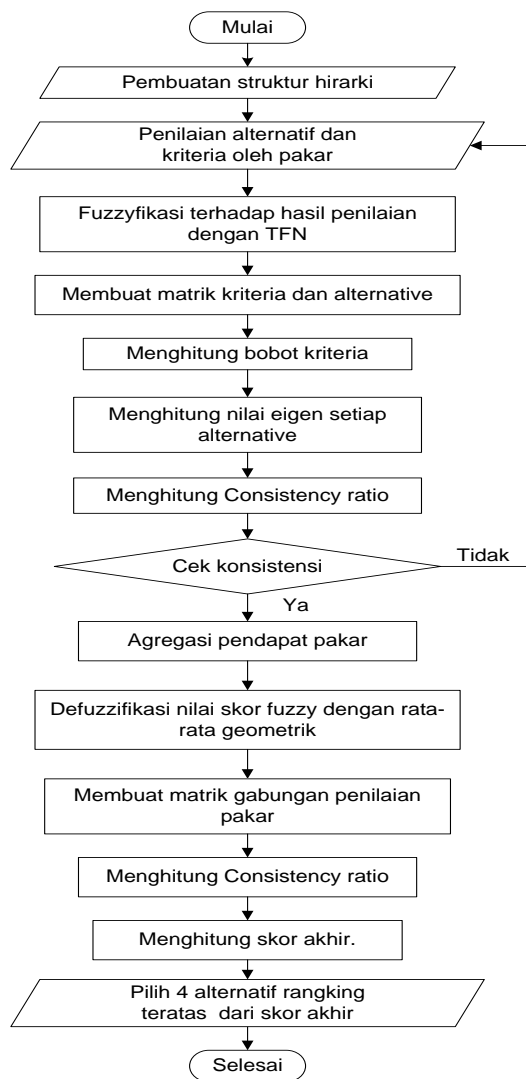 Mulai
Pembuatan struktur hirarki
Penilaian alternatif dan
kriteria oleh pakar
Fuzzyfikasi terhadap hasil penilaian
dengan TFN
Membuat matrik kriteria dan alternative
Menghitung bobot kriteria
Menghitung nilai eigen setiap
alternative
Menghitung Consistency ratio
Cek konsistensi
Tidak
Ya
Agregasi pendapat pakar
Defuzzifikasi nilai skor fuzzy dengan rata-
rata geometrik
Membuat matrik gabungan penilaian
pakar
Menghitung Consistency ratio
Menghitung skor akhir.
Pilih 4 alternatif rangking
teratas dari skor akhir
Selesai